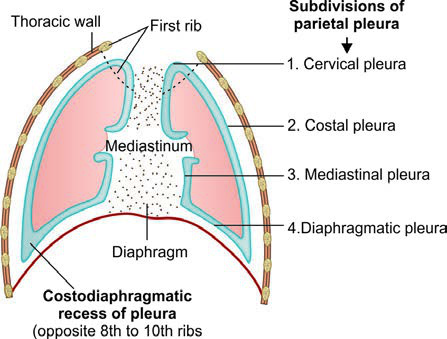 Thoracic wall
First rib
Subdivisions of
parietal pleura
1. Cervical pleura
2. Costal pleura
Mediastinum
3. Mediastinal pleura
4.Diaphragmatic pleura
Diaphragm
Costodiaphragmatic
recess of pleura
(opposite 8th to 10th ribs